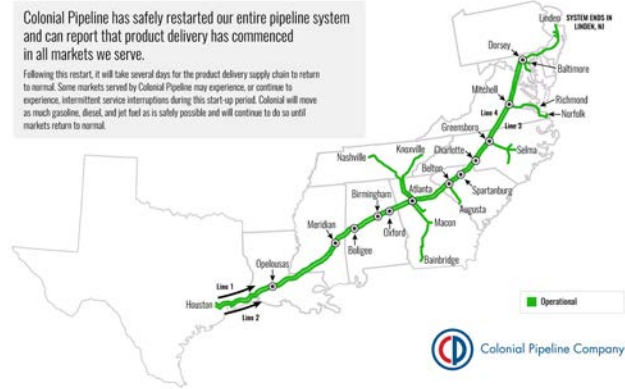 Colonial Pipeline has safely restarted our entire pipeline system
and can report that product delivery has commenced
in all markets we serve.
Following this restart, it will take several days for the product delivery supply chain to return
to normal. Some markets served by Colonial Pipeline may experience, or continue to
experience, intermittent service interruptions during this start-up period. Colonial will move
as much gasoline, diesel, and jet fuel as is safely possible and will continue to do so until
markets return to normal.
Linden
SYSTEM ENDS IN
LINDEN, NJ
Dorsey
Baltimore
Mitchell
Richmond
Norfolk
Line 4
Line 3
Greensboro
Selma
Charlotte
Knoxville
Nashville
Belton
Spartanburg
Atlanta
Augusta
Birmingham
Macon
Oxford
Meridian
Boligee
Bainbridge
Opelousas
Line 1
Houston
Line 2
Operational
Colonial Pipeline Company